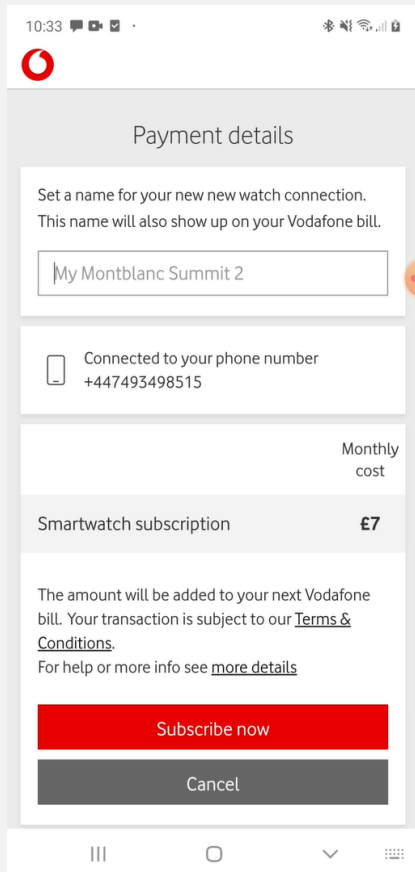 10:33
Payment details
Set a name for your new new watch connection.
This name will also show up on your Vodafone bill.
My Montblanc Summit 2
Connected to your phone number
+447493498515
Monthly
cost
Smartwatch subscription £7
The amount will be added to your next Vodafone
bill. Your transaction is subject to our Terms &
Conditions.
For help or more info see more details
Subscribe now
Cancel